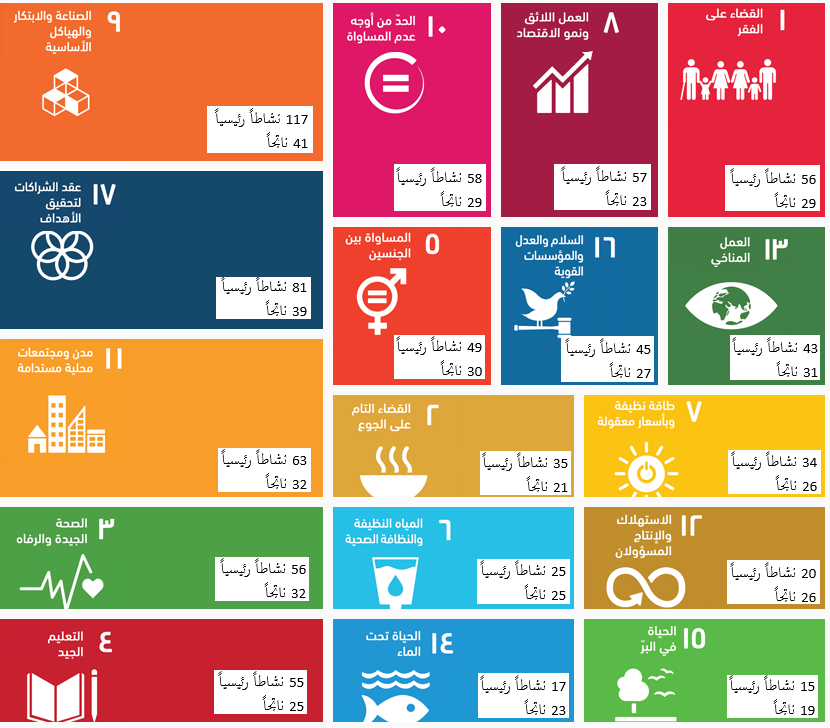 ١
القضاء على
الفقر
56 نشاطاً رئيسياً
29 ناتجاً
٨
العمل اللائق
ونمو الاقتصاد
57 نشاطاً رئيسياً
23 ناتجاً
١٠
الحدّ من أوجه
عدم المساواة
58 نشاطاً رئيسياً
29 ناتجاً
٩
الصناعة والابتكار
والهياكل
الأساسية
117 نشاطاً رئيسياً
41 ناتجاً
١٣
العمل
المناخي
43 نشاطاً رئيسياً
31 ناتجاً
١٦
السلام والعدل
والمؤسسات
القوية
45 نشاطاً رئيسياً
27 ناتجاً
٥
المساواة بين
الجنسين
49 نشاطاً رئيسياً
30 ناتجاً
١٧
عقد الشراكات
لتحقيق
الأهداف
81 نشاطاً رئيسياً
39 ناتجاً
٧
طاقة نظيفة
وبأسعار معقولة
34 نشاطاً رئيسياً
26 ناتجاً
٢
القضاء التام
على الجوع
35 نشاطاً رئيسياً
21 ناتجاً
١١
مدن ومجتمعات
محلية مستدامة
63 نشاطاً رئيسياً
32 ناتجاً
١٢
الاستهلاك
والإنتاج
المسؤولان
20 نشاطاً رئيسياً
26 ناتجاً
٦
المياه النظيفة
والنظافة الصحية
25 نشاطاً رئيسياً
25 ناتجاً
٣
الصحة
الجيدة والرفاه
56 نشاطاً رئيسياً
32 ناتجاً
١٥
الحياة
في البرّ
15 نشاطاً رئيسياً
19 ناتجاً
١٤
الحياة تحت
الماء
17 نشاطاً رئيسياً
23 ناتجاً
٤
التعليم
الجيد
55 نشاطاً رئيسياً
25 ناتجاً